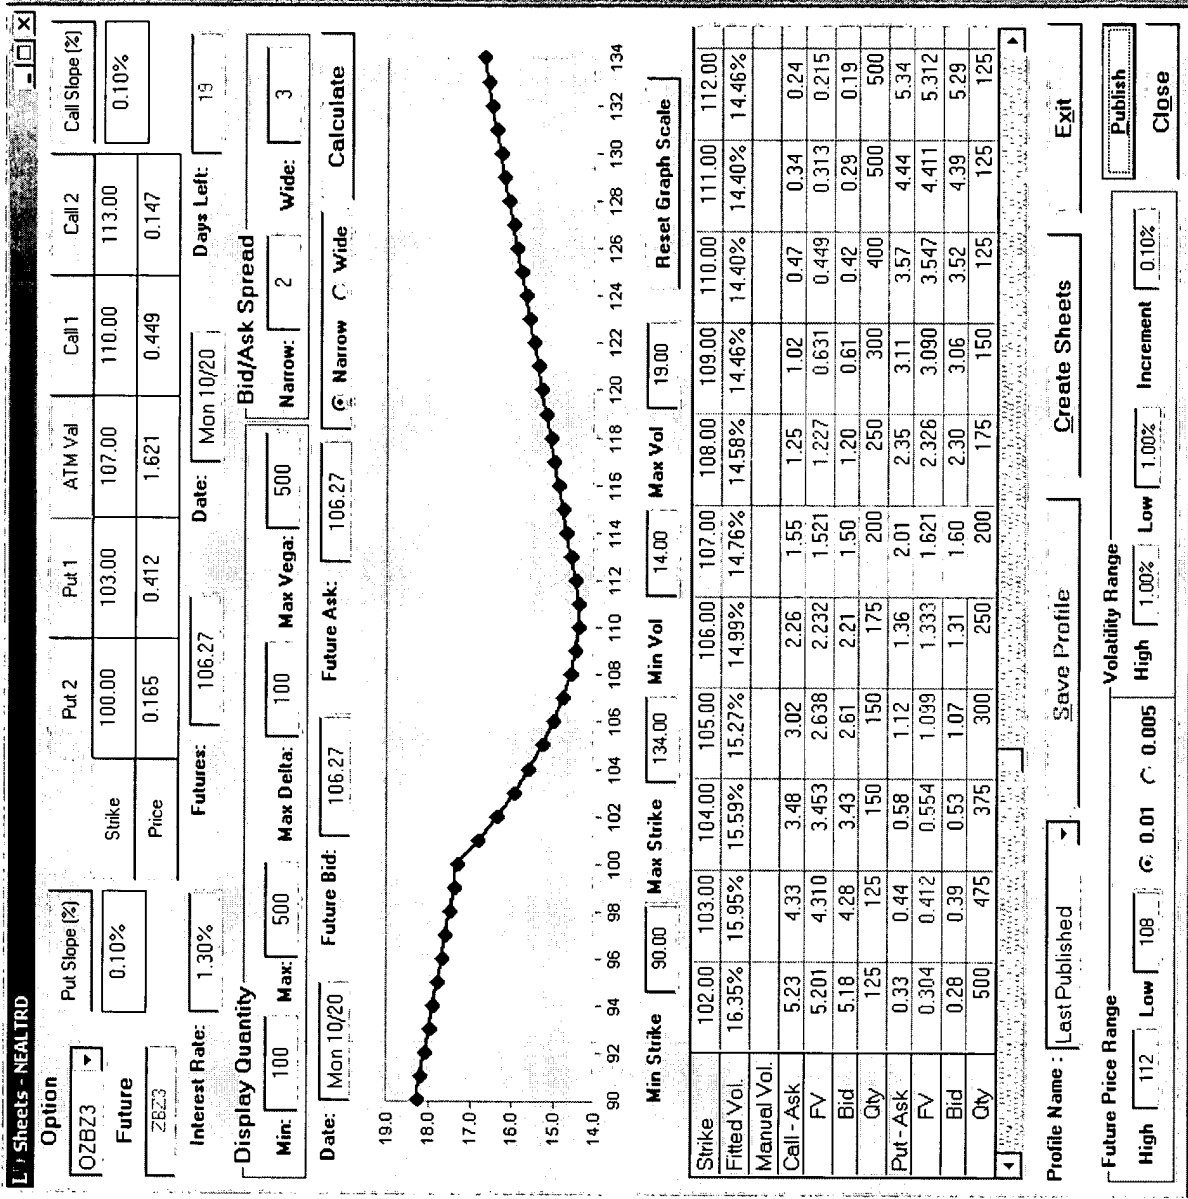 Sheets - NEALTRD
Option
OZBZ3
Put Slope (%)
0.10%
Put 2 Put 1 ATM Val Call 1 Call 2
Strike 100.00 103.00 107.00 110.00 113.00
Price 0.165 0.412 1.621 0.449 0.147
Call Slope (%)
0.10%
Future
ZBZ3
Interest Rate: 1.30% Futures: 106.27 Date: Mon 10/20 Days Left: 19
Display Quantity
Min: 100 Max: 500 Max Delta: 100 Max Vega: 500
Bid/Ask Spread
Narrow: 2 Wide: 3
Date: Mon 10/20 Future Bid: 106.27 Future Ask: 106.27 Narrow Wide Calculate
19.0
18.0
17.0
16.0
15.0
14.0
90 92 94 96 98 100 102 104 106 108 110 112 114 116 118 120 122 124 126 128 130 132 134
Min Strike 90.00 Max Strike 134.00 Min Vol 14.00 Max Vol 19.00 Reset Graph Scale
Strike 102.00 103.00 104.00 105.00 106.00 107.00 108.00 109.00 110.00 111.00 112.00
Fitted Vol. 16.35% 15.95% 15.59% 15.27% 14.99% 14.76% 14.58% 14.46% 14.40% 14.40% 14.46%
Manual Vol.
Call - Ask 5.23 4.33 3.48 3.02 2.26 1.55 1.25 1.02 0.47 0.34 0.24
FV 5.201 4.310 3.453 2.638 2.232 1.521 1.227 0.631 0.449 0.313 0.215
Bid 5.18 4.28 3.43 2.61 2.21 1.50 1.20 0.61 0.42 0.29 0.19
Qty 125 125 150 150 175 200 250 300 400 500 500
Put - Ask 0.33 0.44 0.58 1.12 1.36 2.01 2.35 3.11 3.57 4.44 5.34
FV 0.304 0.412 0.554 1.099 1.333 1.621 2.326 3.090 3.547 4.411 5.312
Bid 0.28 0.39 0.53 1.07 1.31 1.60 2.30 3.06 3.52 4.39 5.29
Qty 500 475 375 300 250 200 175 150 125 125 125
Profile Name : Last Published Save Profile Create Sheets Exit
Future Price Range
High 112 Low 108 0.01 0.005
Volatility Range
High 1.00% Low 1.00% Increment 0.10%
Publish
Close